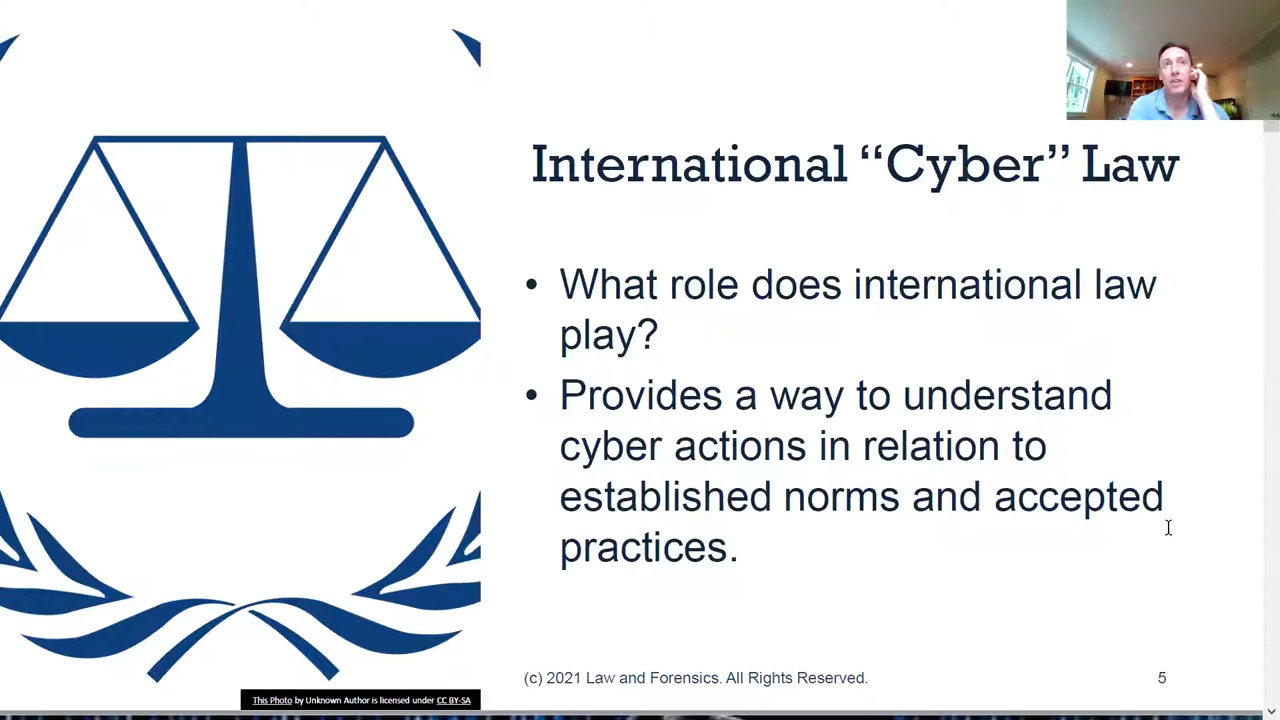 International “Cyber” Law
• What role does international law
play?
• Provides a way to understand
cyber actions in relation to
established norms and accepted
practices.
(c) 2021 Law and Forensics. All Rights Reserved.
5
This Photo by Unknown Author is licensed under CC BY-SA